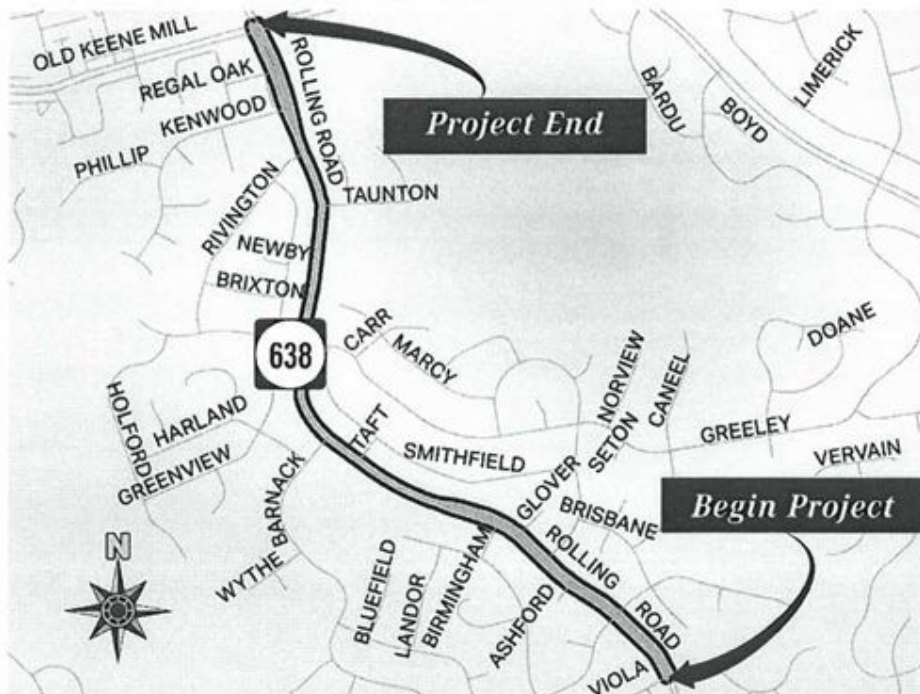 OLD KEENE MILL
REGAL OAK
ROLLING ROAD
KENWOOD
PHILLIP
Project End
BARDU
BOYD
LIMERICK
RIVINGTON
TAUNTON
NEWBY
BRIXTON
638
CARR
MARCY
DOANE
HOLFORD
HARLAND
GREENVIEW
BARNACK
WYTHE
TAFT
SMITHFIELD
NORVIEW
SETON
CANEEL
GREELEY
VERVAIN
GLOVER
BRISBANE
Begin Project
ROLLING
ROAD
BLUEFIELD
LANDOR
BIRMINGHAM
ASHFORD
VIOLA
N